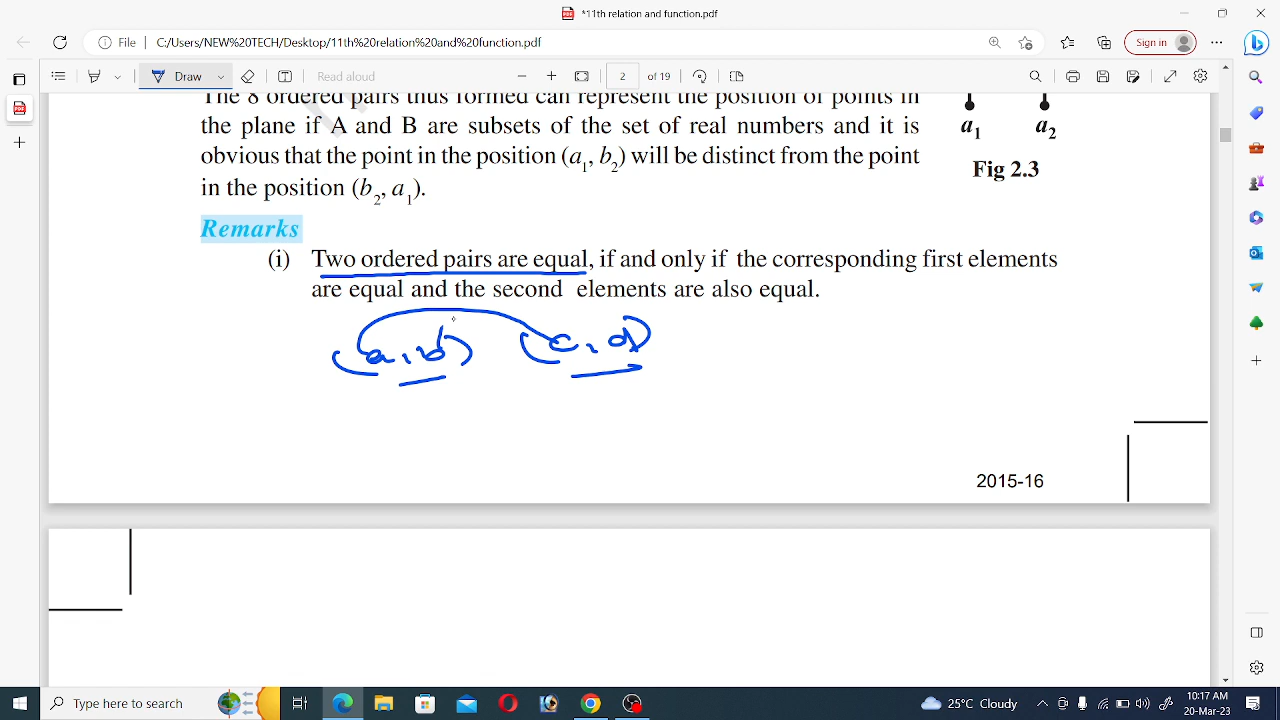 *11th relation and function.pdf
File C:/Users/NEW%20TECH/Desktop/11th%20relation%20and%20function.pdf Sign in
Draw Read aloud 2 of 19
The 8 ordered pairs thus formed can represent the position of points in
the plane if A and B are subsets of the set of real numbers and it is
obvious that the point in the position (a₁, b₂) will be distinct from the point
in the position (b₂, a₁).
a₁ a₂
Fig 2.3
Remarks
(i) Two ordered pairs are equal, if and only if the corresponding first elements
are equal and the second elements are also equal.
(a, b) (c, d)
2015-16
Type here to search
25°C Cloudy
10:17 AM
20-Mar-23